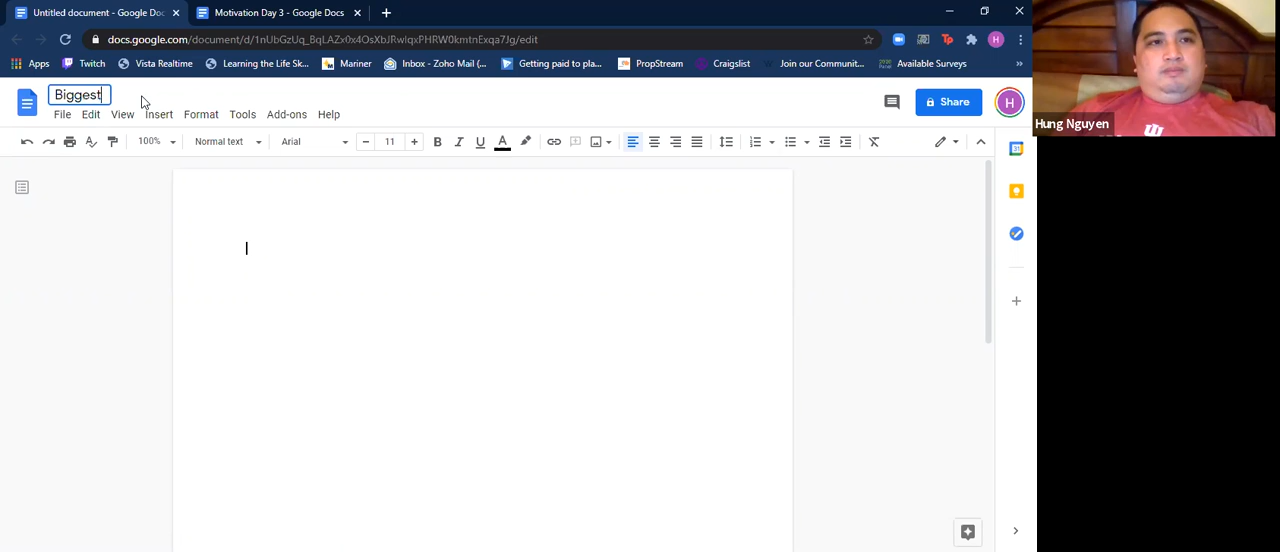 Untitled document - Google Doc
Motivation Day 3 - Google Docs
docs.google.com/document/d/1nUbGzUq_BqLAZx0x4OsXbJRwIqxPHRW0kmtnExqa7Jg/edit
Apps
Twitch
Vista Realtime
Learning the Life Sk...
Mariner
Inbox - Zoho Mail (...
Getting paid to pla...
PropStream
Craigslist
Join our Communit...
Available Surveys
»
Biggest
File Edit View Insert Format Tools Add-ons Help
Share
H
100% Normal text Arial 11 B I U A
31
Hung Nguyen